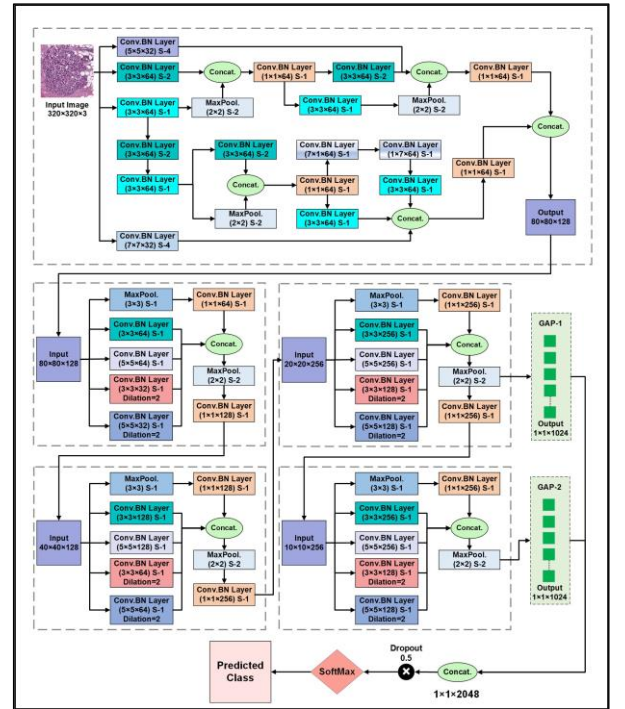 Conv.BN Layer
(5×5×32) S-4
Conv.BN Layer
(3×3×64) S-2
Concat.
Conv.BN Layer
(1×1×64) S-1
Conv.BN Layer
(3×3×64) S-2
Concat.
Conv.BN Layer
(1×1×64) S-1
Input Image
320×320×3
Conv.BN Layer
(3×3×64) S-1
MaxPool.
(2×2) S-2
Conv.BN Layer
(3×3×64) S-1
MaxPool.
(2×2) S-2
Concat.
Conv.BN Layer
(3×3×64) S-2
Conv.BN Layer
(3×3×64) S-2
Conv.BN Layer
(7×1×64) S-1
Conv.BN Layer
(1×7×64) S-1
Conv.BN Layer
(1×1×64) S-1
Conv.BN Layer
(3×3×64) S-1
Concat.
Conv.BN Layer
(1×1×64) S-1
Conv.BN Layer
(3×3×64) S-1
MaxPool.
(2×2) S-2
Conv.BN Layer
(3×3×64) S-1
Concat.
Output
80×80×128
Conv.BN Layer
(7×7×32) S-4
MaxPool.
(3×3) S-1
Conv.BN Layer
(1×1×64) S-1
Conv.BN Layer
(3×3×64) S-1
Concat.
Input
80×80×128
Conv.BN Layer
(5×5×64) S-1
Conv.BN Layer
(3×3×32) S-1
Dilation=2
MaxPool.
(2×2) S-2
Conv.BN Layer
(5×5×32) S-1
Dilation=2
Conv.BN Layer
(1×1×128) S-1
MaxPool.
(3×3) S-1
Conv.BN Layer
(1×1×256) S-1
Conv.BN Layer
(3×3×256) S-1
Concat.
Input
20×20×256
Conv.BN Layer
(5×5×256) S-1
Conv.BN Layer
(3×3×128) S-1
Dilation=2
MaxPool.
(2×2) S-2
Conv.BN Layer
(5×5×128) S-1
Dilation=2
Conv.BN Layer
(1×1×256) S-1
GAP-1
Output
1×1×1024
MaxPool.
(3×3) S-1
Conv.BN Layer
(1×1×128) S-1
Conv.BN Layer
(3×3×128) S-1
Concat.
Input
40×40×128
Conv.BN Layer
(5×5×128) S-1
Conv.BN Layer
(3×3×64) S-1
Dilation=2
MaxPool.
(2×2) S-2
Conv.BN Layer
(5×5×64) S-1
Dilation=2
Conv.BN Layer
(1×1×256) S-1
MaxPool.
(3×3) S-1
Conv.BN Layer
(1×1×256) S-1
Conv.BN Layer
(3×3×256) S-1
Concat.
Input
10×10×256
Conv.BN Layer
(5×5×256) S-1
Conv.BN Layer
(3×3×128) S-1
Dilation=2
MaxPool.
(2×2) S-2
Conv.BN Layer
(5×5×128) S-1
Dilation=2
GAP-2
Output
1×1×1024
Predicted
Class
SoftMax
Dropout
0.5
Concat.
1×1×2048